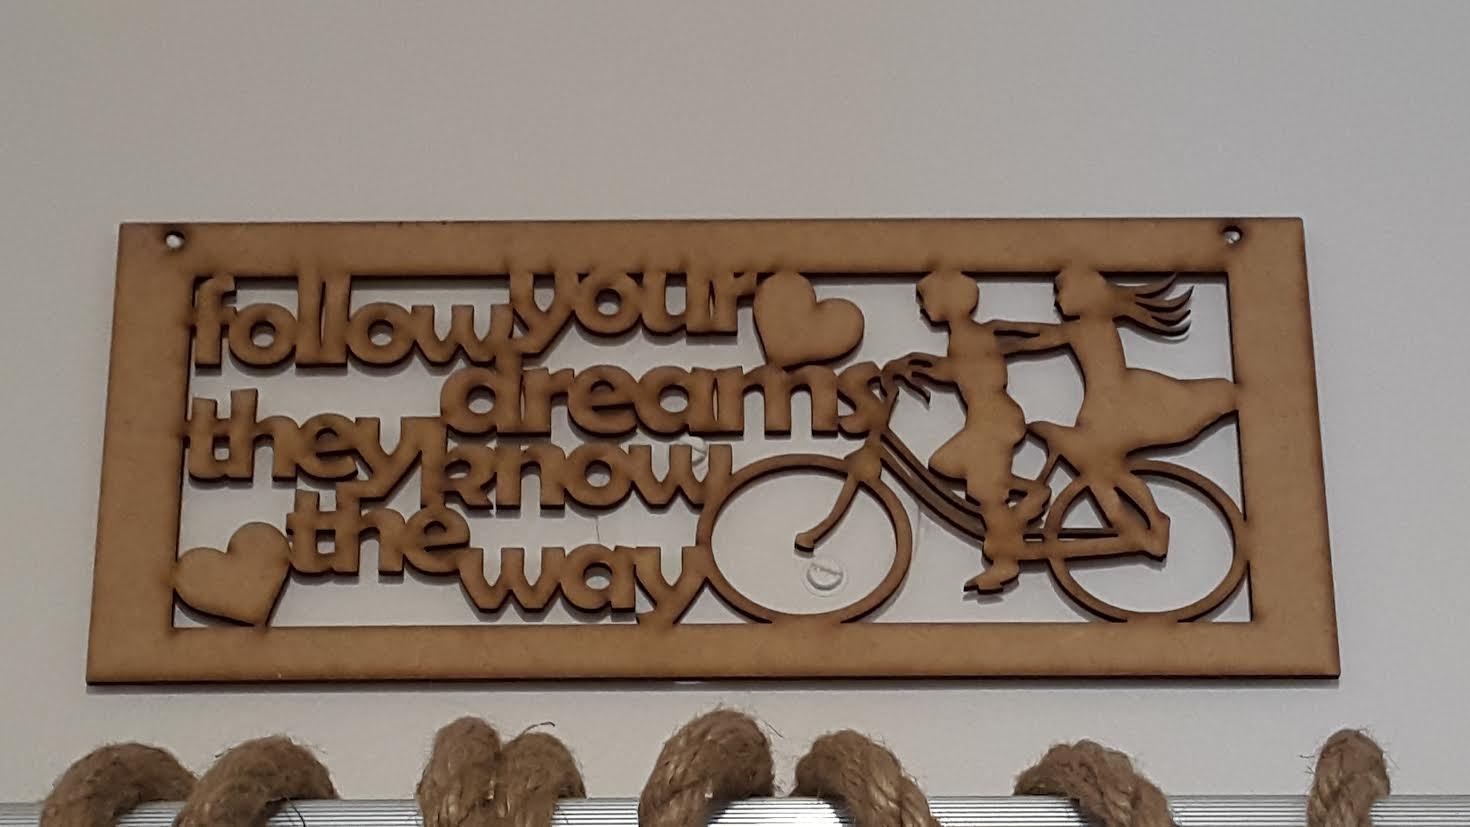 follow your
dreams
they know
the way